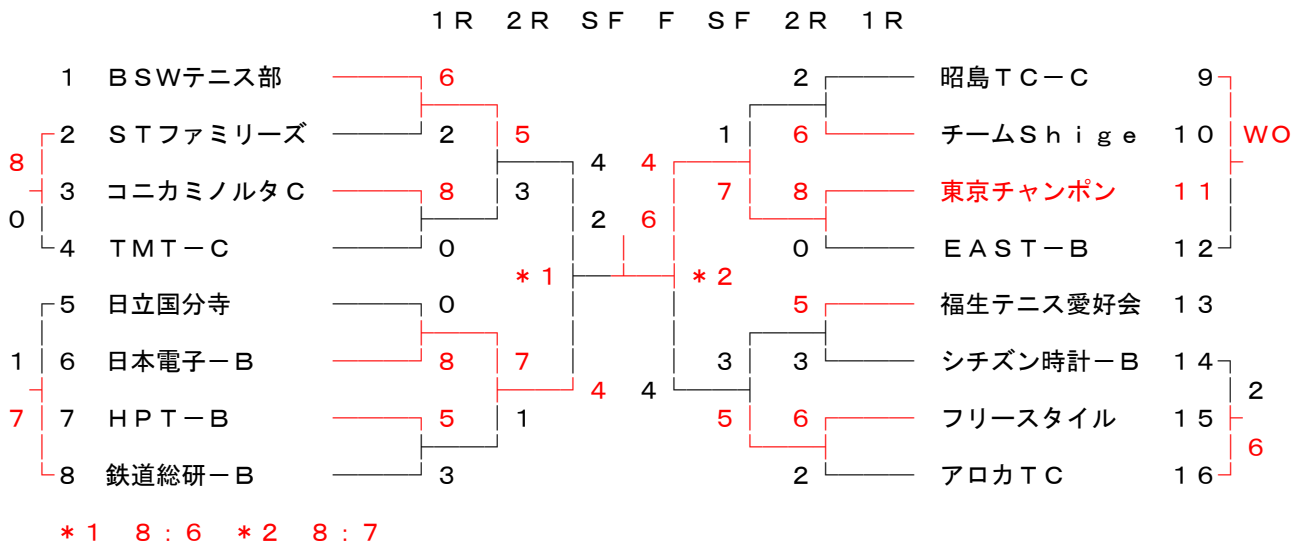 １Ｒ ２Ｒ ＳＦ Ｆ ＳＦ ２Ｒ １Ｒ
１ ＢＳＷテニス部 ６ ２ 昭島ＴＣ－Ｃ ９
２ ＳＴファミリーズ ２ ５ １ ６ チームＳｈｉｇｅ １０ ＷＯ
８ ４ ４
３ コニカミノルタＣ ８ ３ ７ ８ 東京チャンポン １１
０ ２ ６
４ ＴＭＴ－Ｃ ０ ０ ＥＡＳＴ－Ｂ １２
＊１ ＊２
５ 日立国分寺 ０ ５ 福生テニス愛好会 １３
１ ６ 日本電子－Ｂ ８ ７ ３ ３ シチズン時計－Ｂ １４
４ ４ ２
７ ７ ＨＰＴ－Ｂ ５ １ ５ ６ フリースタイル １５
６
８ 鉄道総研－Ｂ ３ ２ アロカＴＣ １６
＊１ ８：６ ＊２ ８：７